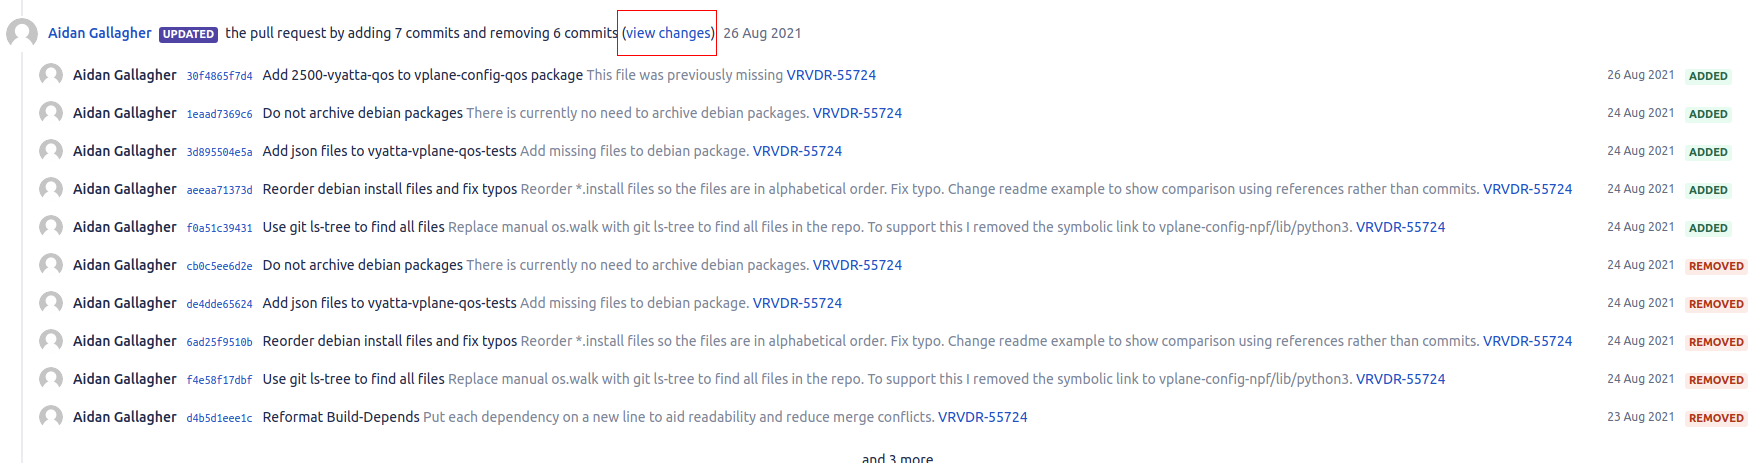 Aidan Gallagher UPDATED the pull request by adding 7 commits and removing 6 commits (view changes) 26 Aug 2021
Aidan Gallagher 30f4865f7d4 Add 2500-vyatta-qos to vplane-config-qos package This file was previously missing VRVDR-55724 26 Aug 2021 ADDED
Aidan Gallagher 1eaad7369c6 Do not archive debian packages There is currently no need to archive debian packages. VRVDR-55724 24 Aug 2021 ADDED
Aidan Gallagher 3d895504e5a Add json files to vyatta-vplane-qos-tests Add missing files to debian package. VRVDR-55724 24 Aug 2021 ADDED
Aidan Gallagher aeeaa71373d Reorder debian install files and fix typos Reorder *.install files so the files are in alphabetical order. Fix typo. Change readme example to show comparison using references rather than commits. VRVDR-55724 24 Aug 2021 ADDED
Aidan Gallagher f0a51c39431 Use git ls-tree to find all files Replace manual os.walk with git ls-tree to find all files in the repo. To support this I removed the symbolic link to vplane-config-npf/lib/python3. VRVDR-55724 24 Aug 2021 ADDED
Aidan Gallagher cb0c5ee6d2e Do not archive debian packages There is currently no need to archive debian packages. VRVDR-55724 24 Aug 2021 REMOVED
Aidan Gallagher de4dde65624 Add json files to vyatta-vplane-qos-tests Add missing files to debian package. VRVDR-55724 24 Aug 2021 REMOVED
Aidan Gallagher 6ad25f9510b Reorder debian install files and fix typos Reorder *.install files so the files are in alphabetical order. Fix typo. Change readme example to show comparison using references rather than commits. VRVDR-55724 24 Aug 2021 REMOVED
Aidan Gallagher f4e58f17dbf Use git ls-tree to find all files Replace manual os.walk with git ls-tree to find all files in the repo. To support this I removed the symbolic link to vplane-config-npf/lib/python3. VRVDR-55724 24 Aug 2021 REMOVED
Aidan Gallagher d4b5d1eee1c Reformat Build-Depends Put each dependency on a new line to aid readability and reduce merge conflicts. VRVDR-55724 23 Aug 2021 REMOVED
and 3 more